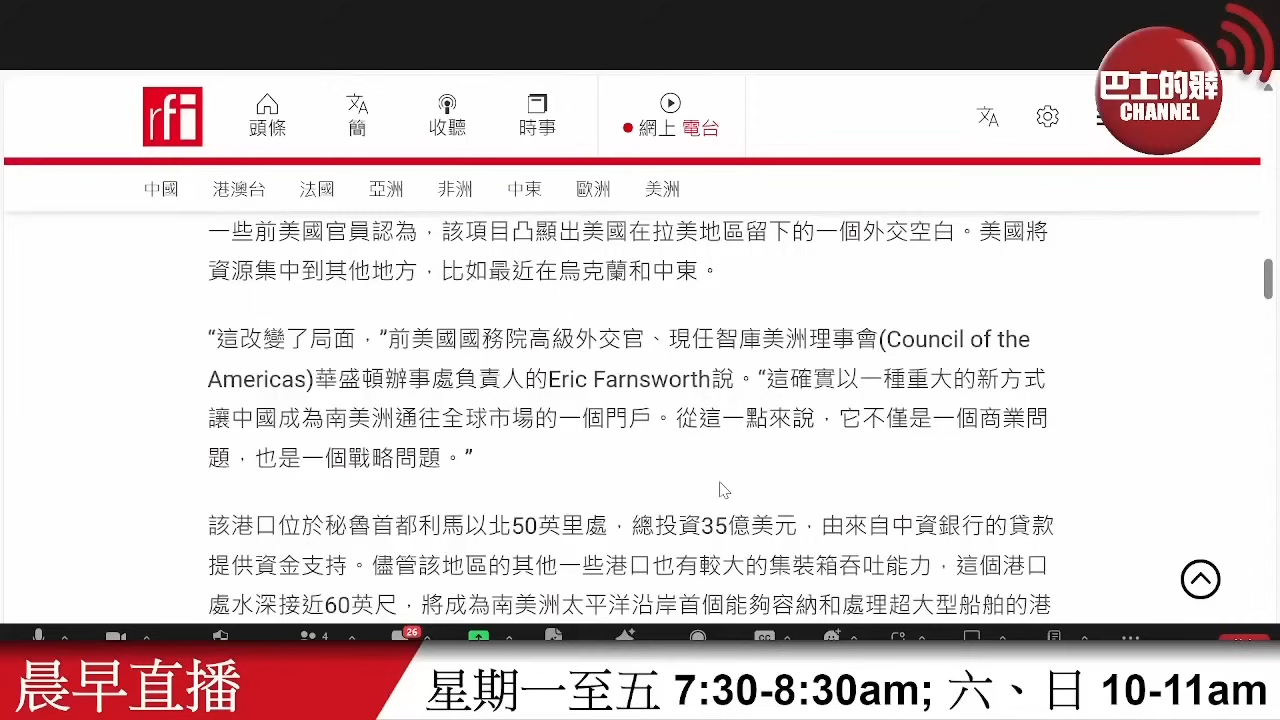 巴士的報
CHANNEL
rfi
頭條
簡
收聽
時事
網上 電台
中國 港澳台 法國 亞洲 非洲 中東 歐洲 美洲
一些前美國官員認為，該項目凸顯出美國在拉美地區留下的一個外交空白。美國將
資源集中到其他地方，比如最近在烏克蘭和中東。
“這改變了局面，”前美國國務院高級外交官、現任智庫美洲理事會(Council of the
Americas)華盛頓辦事處負責人的Eric Farnsworth說。“這確實以一種重大的新方式
讓中國成為南美洲通往全球市場的一個門戶。從這一點來說，它不僅是一個商業問
題，也是一個戰略問題。”
該港口位於秘魯首都利馬以北50英里處，總投資35億美元，由來自中資銀行的貸款
提供資金支持。儘管該地區的其他一些港口也有較大的集裝箱吞吐能力，這個港口
處水深接近60英尺，將成為南美洲太平洋沿岸首個能夠容納和處理超大型船舶的港
4
26
晨早直播
星期一至五 7:30-8:30am; 六、日 10-11am